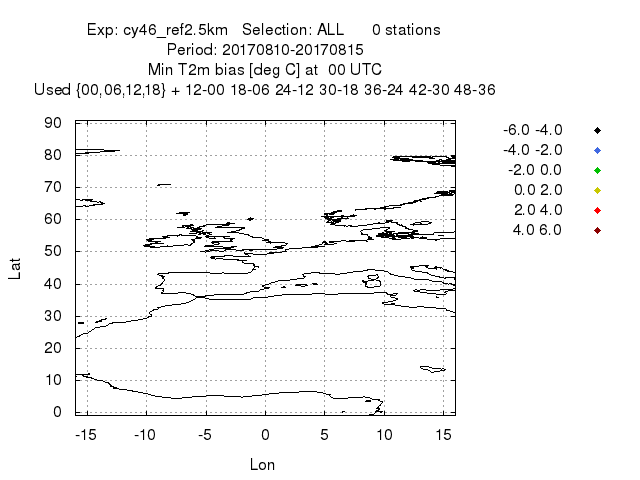 Exp: cy46_ref2.5km   Selection: ALL      0 stations
Period: 20170810-20170815
Min T2m bias [deg C] at  00 UTC
Used {00,06,12,18} + 12-00 18-06 24-12 30-18 36-24 42-30 48-36
-6.0 -4.0
-4.0 -2.0
-2.0 0.0
0.0 2.0
2.0 4.0
4.0 6.0
90
80
70
60
50
40
30
20
10
0
Lat
-15 -10 -5 0 5 10 15
Lon